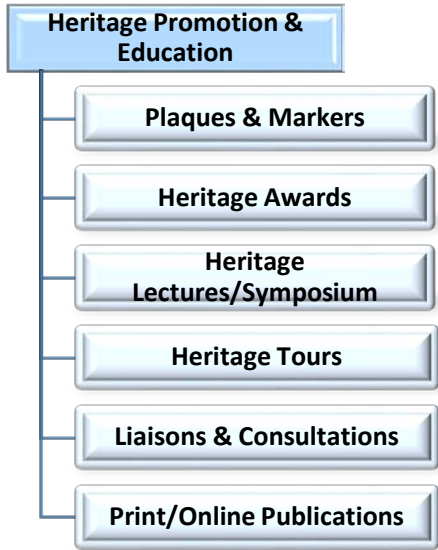 Heritage Promotion &
Education
Plaques & Markers
Heritage Awards
Heritage
Lectures/Symposium
Heritage Tours
Liaisons & Consultations
Print/Online Publications